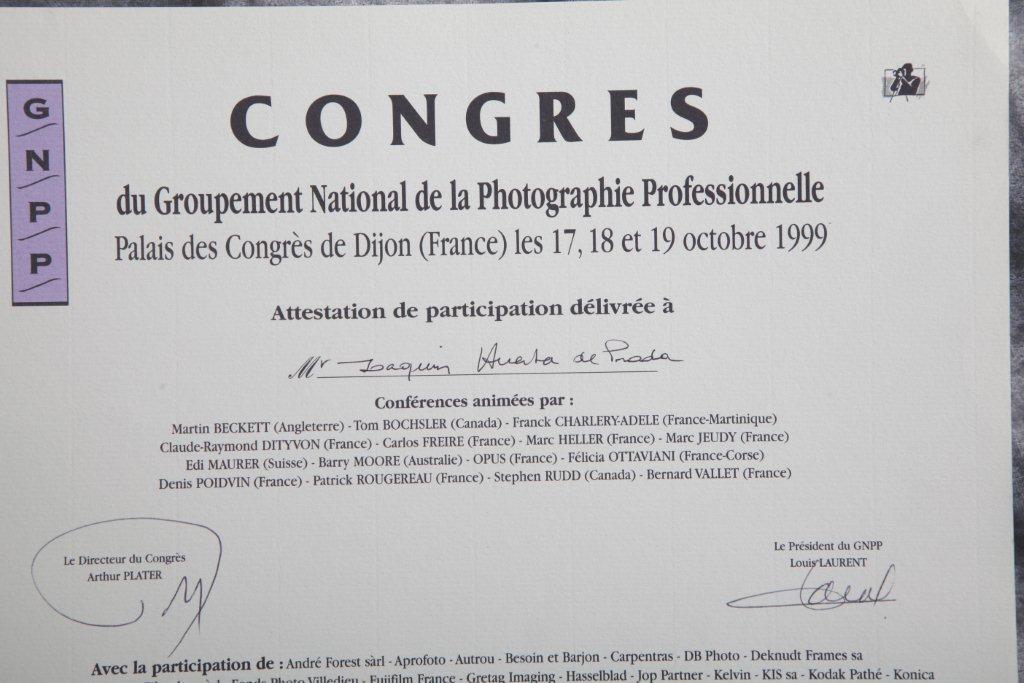 GNPP
CONGRES
du Groupement National de la Photographie Professionnelle
Palais des Congrès de Dijon (France) les 17, 18 et 19 octobre 1999
Attestation de participation délivrée à
Mr Joaquin Huerta de Prada
Conférences animées par :
Martin BECKETT (Angleterre) - Tom BOCHSLER (Canada) - Franck CHARLERY-ADELE (France-Martinique)
Claude-Raymond DITYVON (France) - Carlos FREIRE (France) - Marc HELLER (France) - Marc JEUDY (France)
Edi MAURER (Suisse) - Barry MOORE (Australie) - OPUS (France) - Félicia OTTAVIANI (France-Corse)
Denis POIDVIN (France) - Patrick ROUGEREAU (France) - Stephen RUDD (Canada) - Bernard VALLET (France)
Le Directeur du Congrès
Arthur PLATER
Le Président du GNPP
Louis LAURENT
Avec la participation de : André Forest sàrl - Aprofoto - Autrou - Besoin et Barjon - Carpentras - DB Photo - Deknudt Frames sa
Fonds Photo Villedieu - Fujifilm France - Gretag Imaging - Hasselblad - Jop Partner - Kelvin - KIS sa - Kodak Pathé - Konica